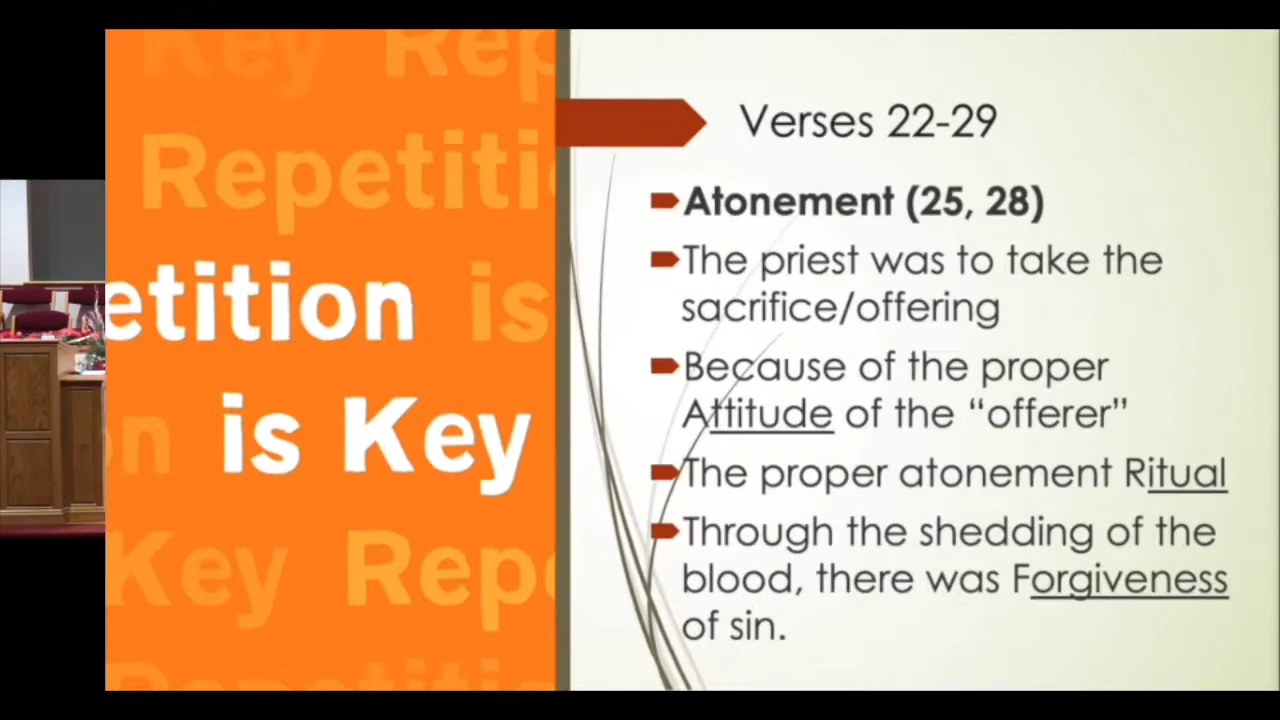 Key Rep
Repetiti
etition is
n is Key
Key Rep
Repetiti
Verses 22-29
Atonement (25, 28)
The priest was to take the
sacrifice/offering
Because of the proper
Attitude of the “offerer”
The proper atonement Ritual
Through the shedding of the
blood, there was Forgiveness
of sin.